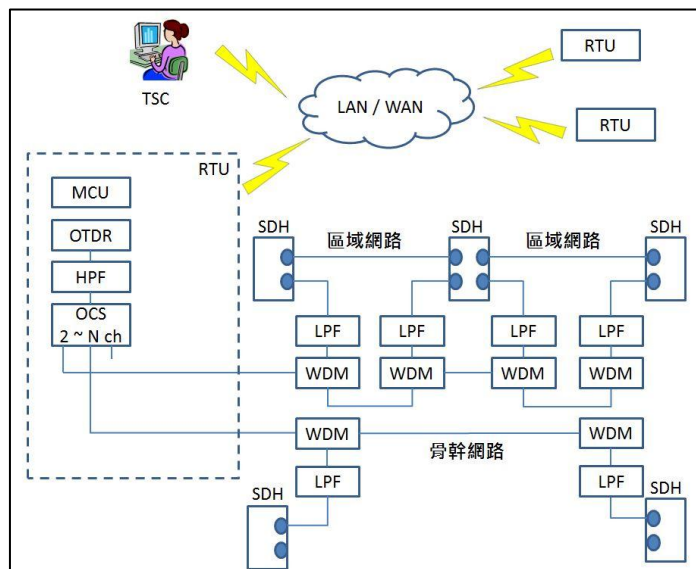 TSC
LAN / WAN
RTU
RTU
RTU
MCU
OTDR
HPF
OCS
2 ~ N ch
SDH
區域網路
SDH
區域網路
SDH
LPF
LPF
LPF
LPF
WDM
WDM
WDM
WDM
WDM
骨幹網路
WDM
LPF
LPF
SDH
SDH